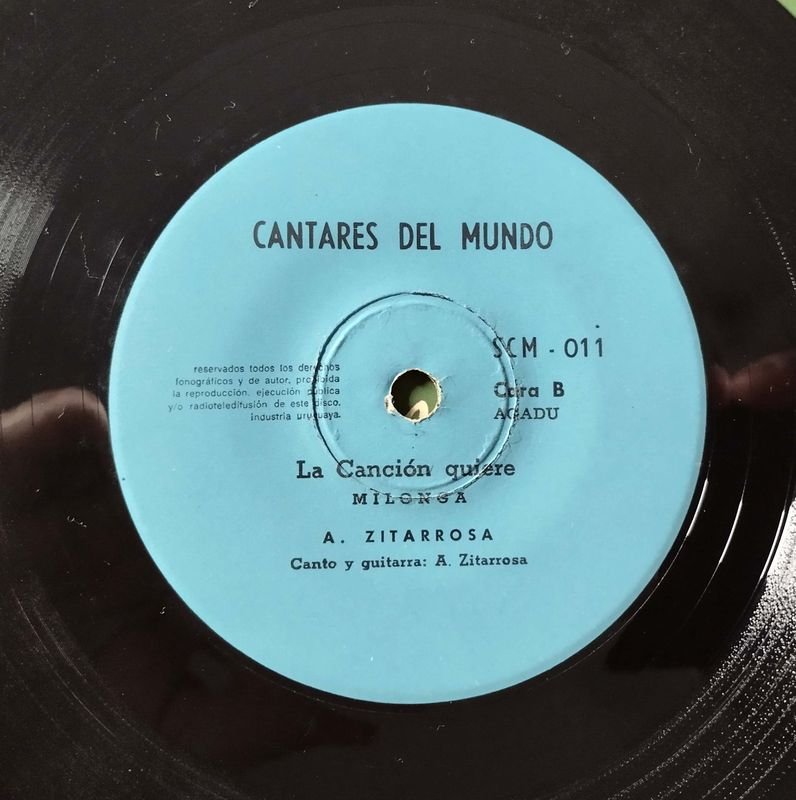 CANTARES DEL MUNDO
SCM - 011
reservados todos los derechos
fonográficos y de autor, prohibida
la reproducción, ejecución pública
y/o radioteledifusión de este disco.
industria uruguaya.
Cara B
AGADU
La Canción quiere
MILONGA
A. ZITARROSA
Canto y guitarra: A. Zitarrosa